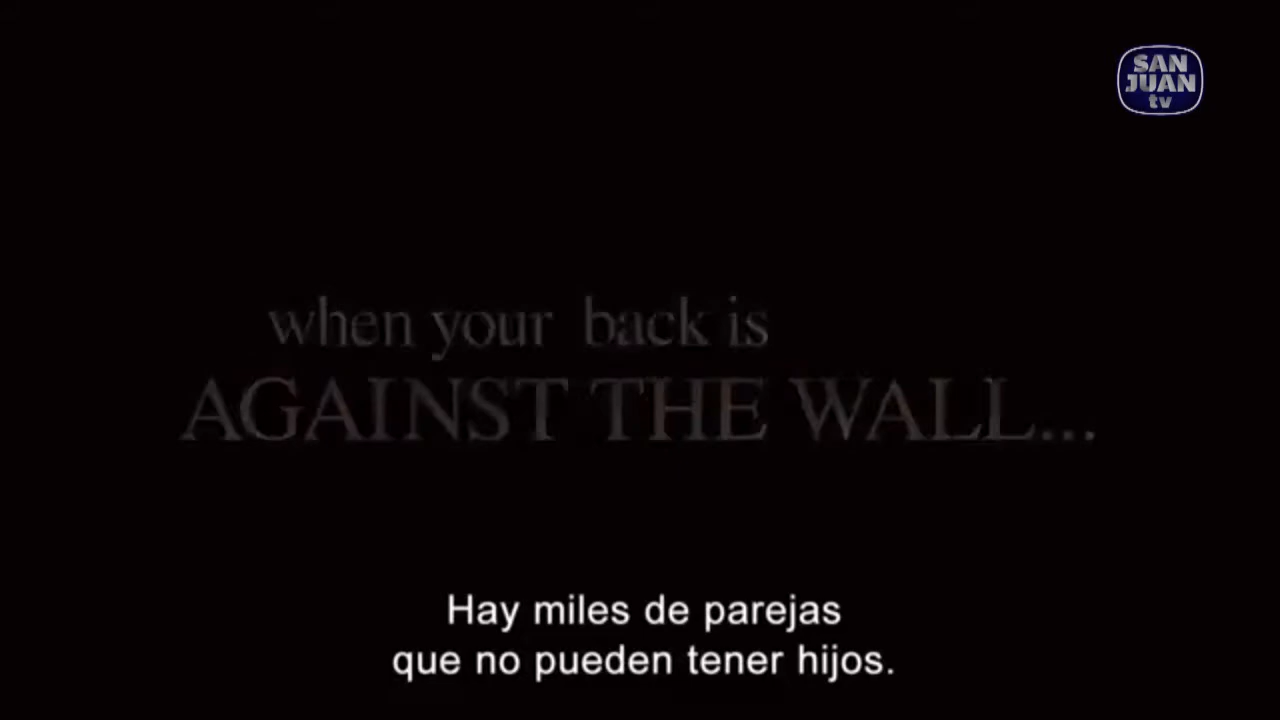 SAN
JUAN
tv
when your back is
AGAINST THE WALL...
Hay miles de parejas
que no pueden tener hijos.